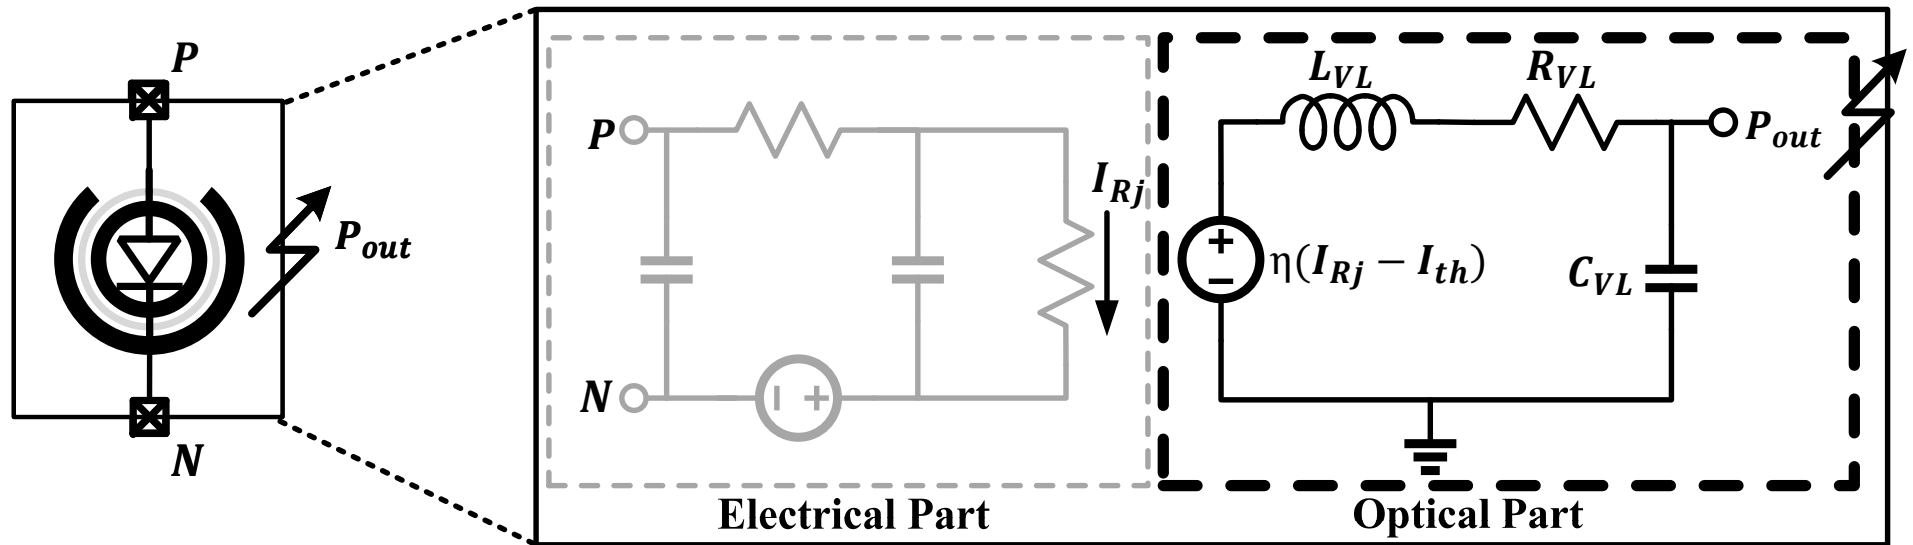 P
P_out
N
P
I_Rj
N
Electrical Part
L_VL
R_VL
P_out
+
−
η(I_Rj − I_th)
C_VL
Optical Part